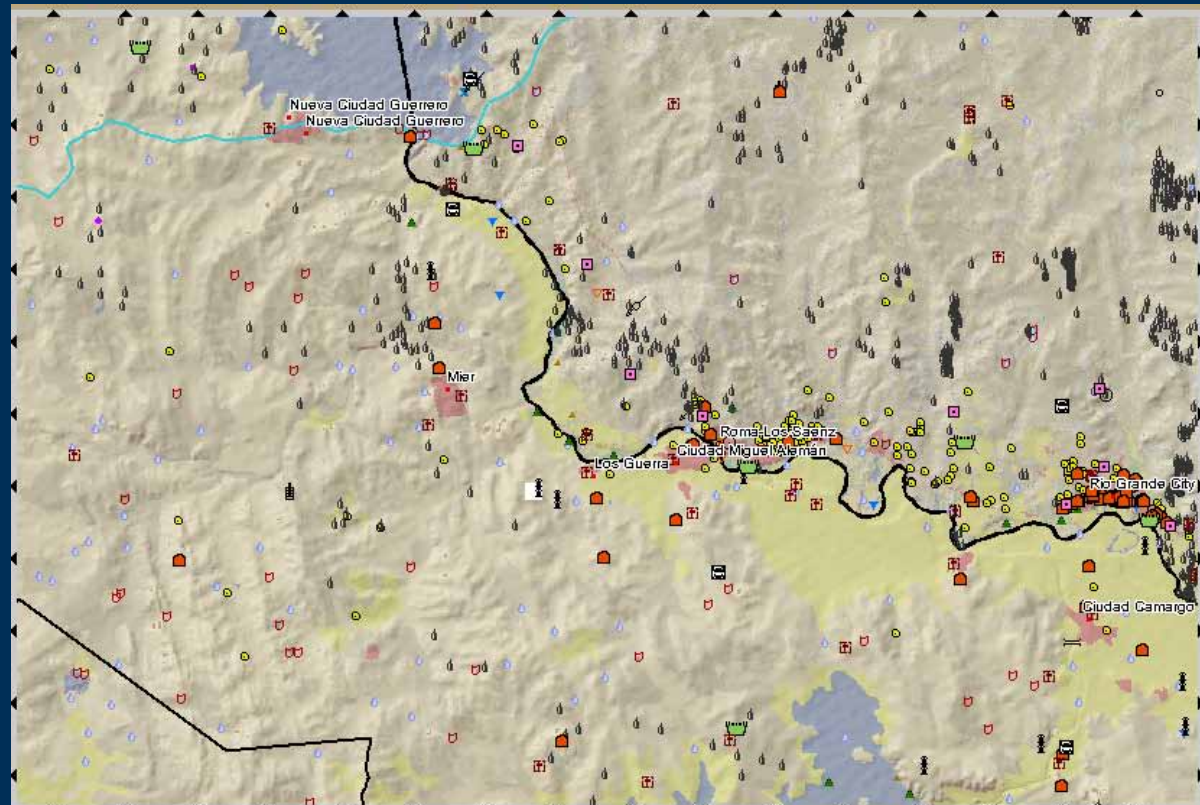 Nueva Ciudad Guerrero
Nueva Ciudad Guerrero
Mier
Roma-Los Saenz
Ciudad Miguel Alemán
Los Guerra
Rio Grande City
Ciudad Camargo